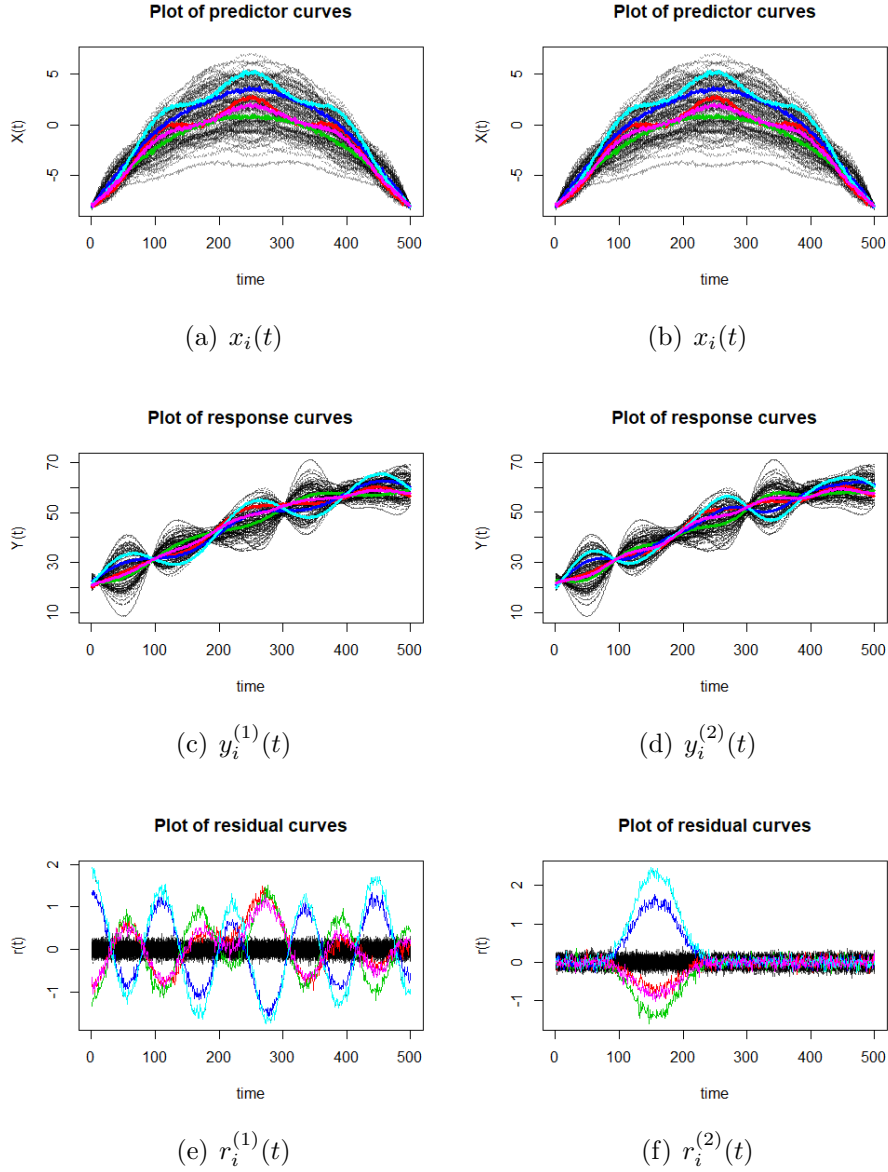 Plot of predictor curves
X(t)
5
0
-5
0 100 200 300 400 500
time
(a) x_i(t)
Plot of predictor curves
X(t)
5
0
-5
0 100 200 300 400 500
time
(b) x_i(t)
Plot of response curves
Y(t)
70
50
30
10
0 100 200 300 400 500
time
(c) y_i^{(1)}(t)
Plot of response curves
Y(t)
70
50
30
10
0 100 200 300 400 500
time
(d) y_i^{(2)}(t)
Plot of residual curves
r(t)
2
1
0
-1
0 100 200 300 400 500
time
(e) r_i^{(1)}(t)
Plot of residual curves
r(t)
2
1
0
-1
0 100 200 300 400 500
time
(f) r_i^{(2)}(t)